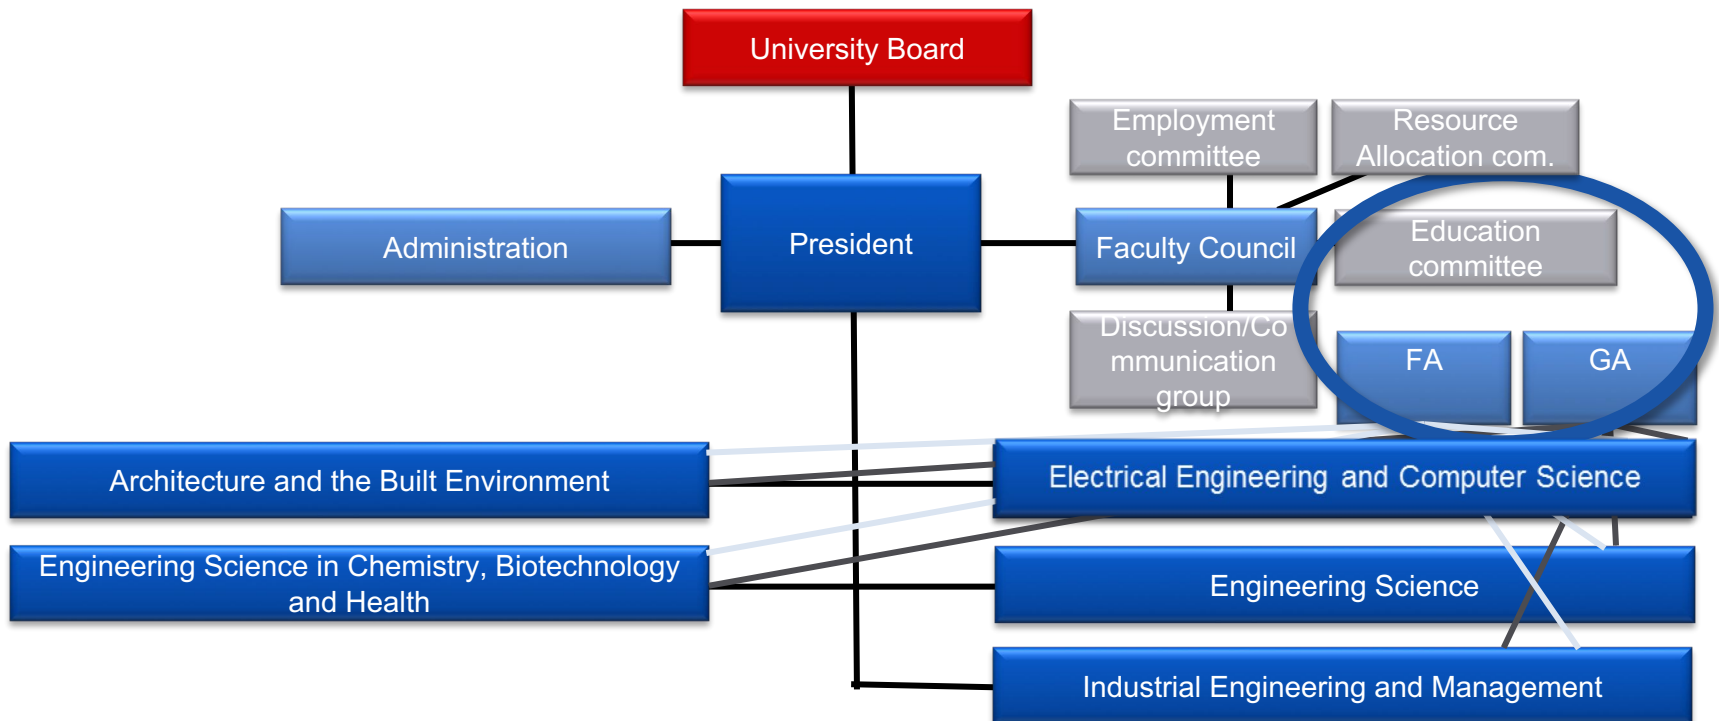 University Board
Employment
committee
Resource
Allocation com.
Administration
President
Faculty Council
Education
committee
Discussion/Co
mmunication
group
FA
GA
Architecture and the Built Environment
Electrical Engineering and Computer Science
Engineering Science in Chemistry, Biotechnology
and Health
Engineering Science
Industrial Engineering and Management